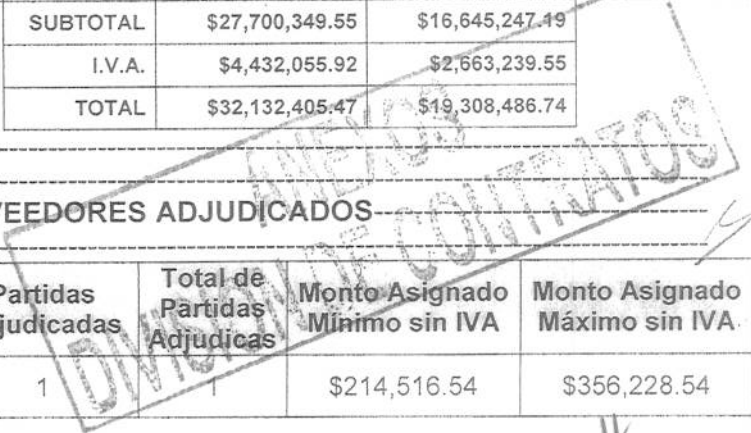 SUBTOTAL $27,700,349.55 $16,645,247.19
I.V.A. $4,432,055.92 $2,663,239.55
TOTAL $32,132,405.47 $19,308,486.74
ANEXOS
DIVISION DE CONTRATOS
VEEDORES ADJUDICADOS
Partidas judicadas Total de Partidas Adjudicas Monto Asignado Mínimo sin IVA Monto Asignado Máximo sin IVA
1 1 $214,516.54 $356,228.54